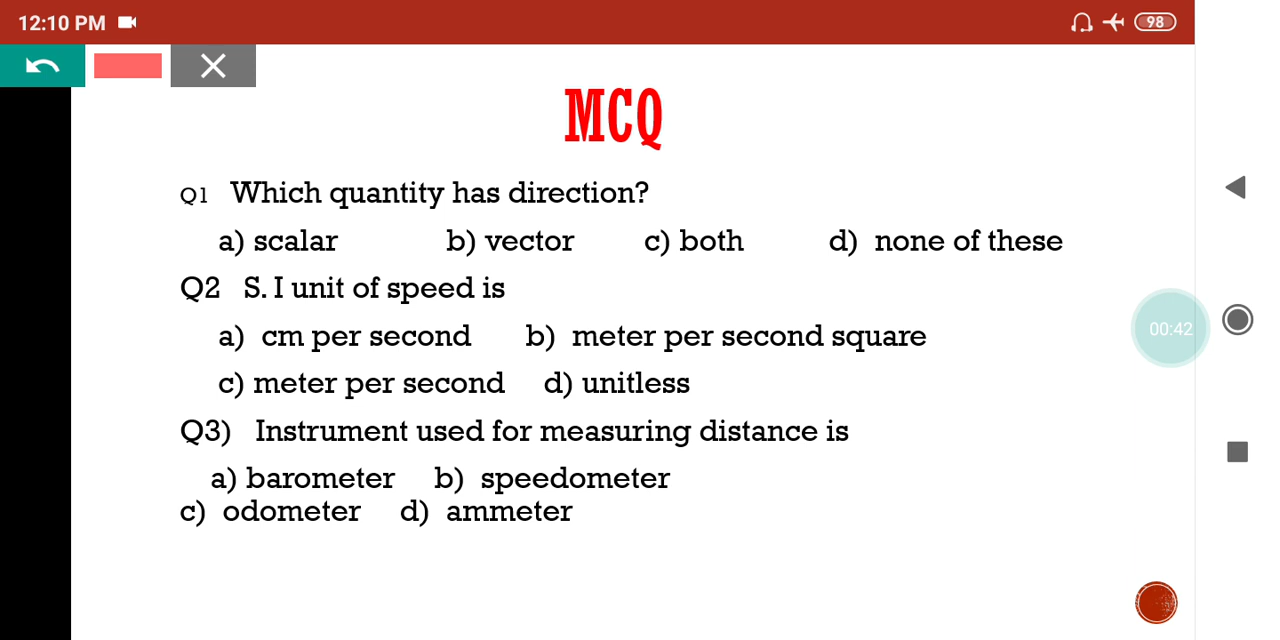 12:10 PM
98
MCQ
Q1 Which quantity has direction?
a) scalar b) vector c) both d) none of these
Q2 S. I unit of speed is
a) cm per second b) meter per second square
00:42
c) meter per second d) unitless
Q3) Instrument used for measuring distance is
a) barometer b) speedometer
c) odometer d) ammeter